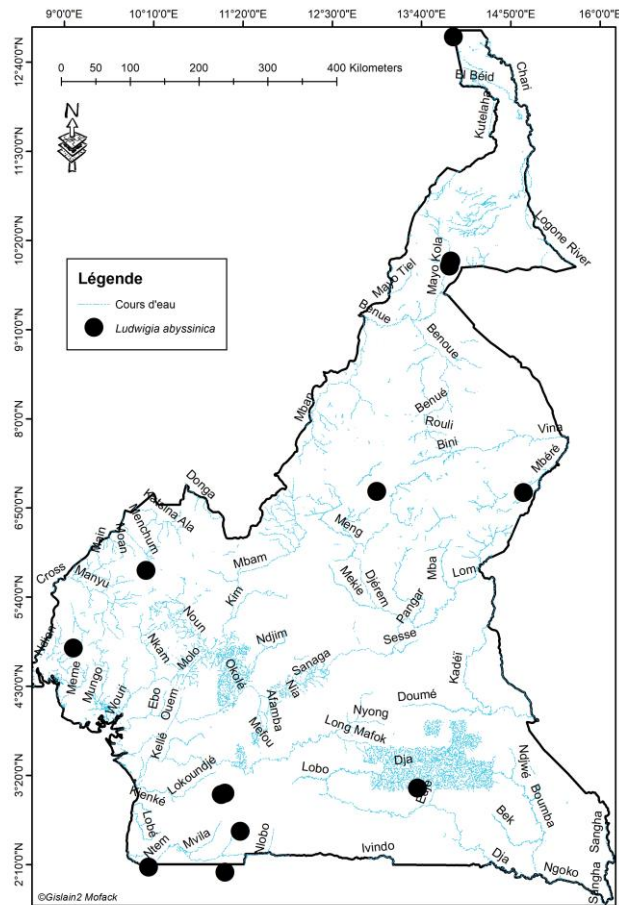 9°0'0"E 10°10'0"E 11°20'0"E 12°30'0"E 13°40'0"E 14°50'0"E 16°0'0"E
12°40'0"N
11°30'0"N
10°20'0"N
9°10'0"N
8°0'0"N
6°50'0"N
5°40'0"N
4°30'0"N
3°20'0"N
2°10'0"N
0 50 100 200 300 400 Kilometers
N
El Béid
Chari
Kutelaha
Logone River
Mayo Kola
Mayo Tiel
Légende
Cours d'eau
Ludwigia abyssinica
Benue
Benoue
Benué
Rouli
Mban
Bini
Vina
Mbéré
Donga
Katsina Ala
Menchum
Moan
Main
Meng
Cross
Manyu
Mbam
Kim
Mekie
Djérem
Pangar
Mba
Lom
Ndian
Noun
Nkam
Molo
Ndjim
Sesse
Sanaga
Okolé
Nia
Afamba
Mefou
Kadéï
Meme
Mungo
Wouri
Ebo
Ouem
Kellé
Nyong
Doumé
Long Mafok
Dja
Lokoundjé
Kienké
Lobo
Ndjwé
Boumba
Bek
Lobé
Ntem
Mvila
Nlobo
Ivindo
Dja
Ngoko
Sangha
Sangha
©Gislain2 Mofack